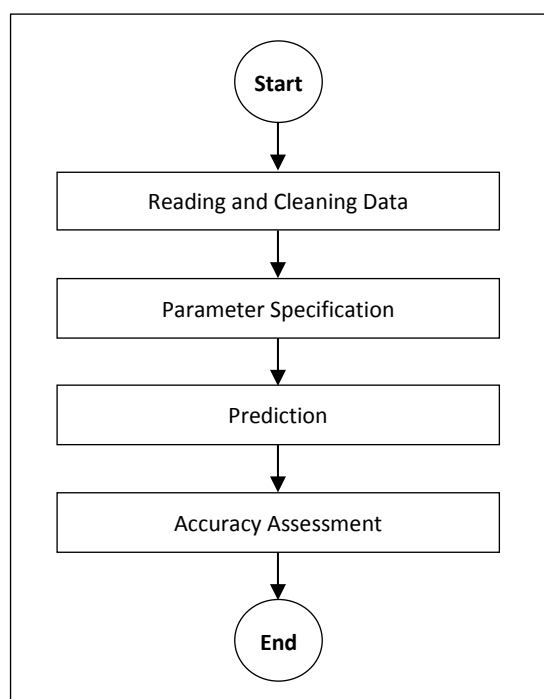 Start
Reading and Cleaning Data
Parameter Specification
Prediction
Accuracy Assessment
End